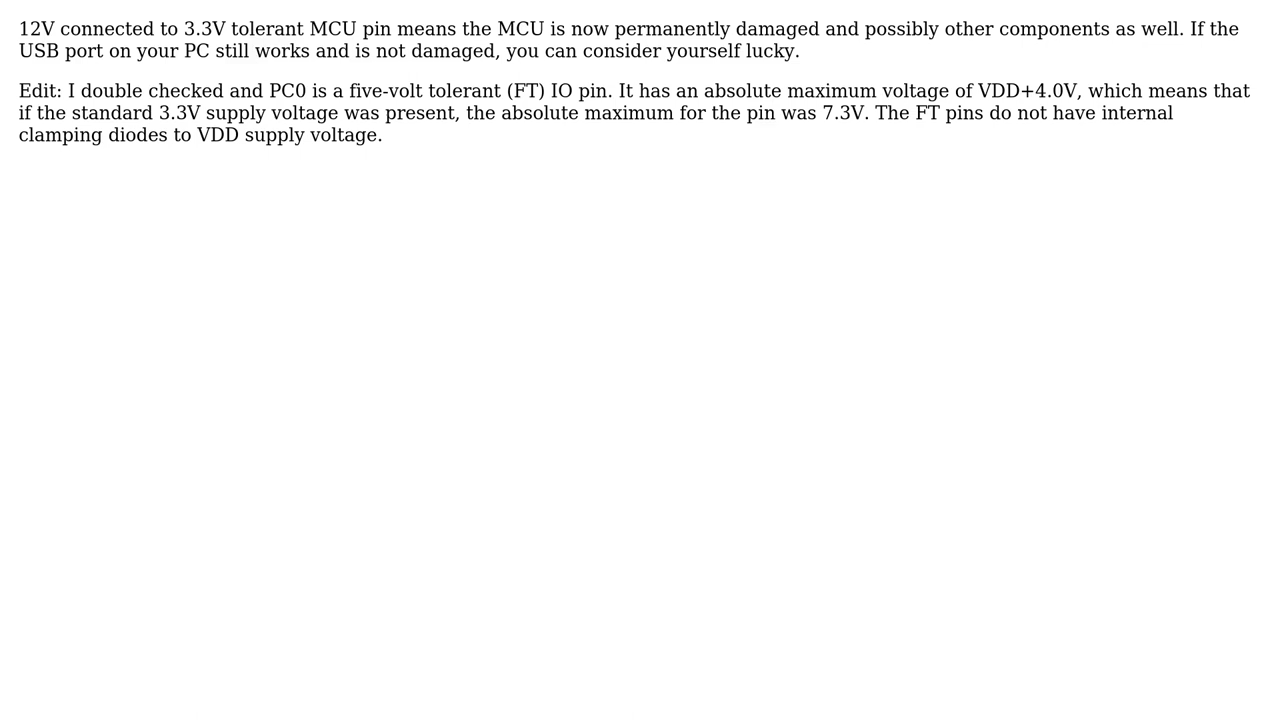 12V connected to 3.3V tolerant MCU pin means the MCU is now permanently damaged and possibly other components as well. If the
USB port on your PC still works and is not damaged, you can consider yourself lucky.
Edit: I double checked and PC0 is a five-volt tolerant (FT) IO pin. It has an absolute maximum voltage of VDD+4.0V, which means that
if the standard 3.3V supply voltage was present, the absolute maximum for the pin was 7.3V. The FT pins do not have internal
clamping diodes to VDD supply voltage.